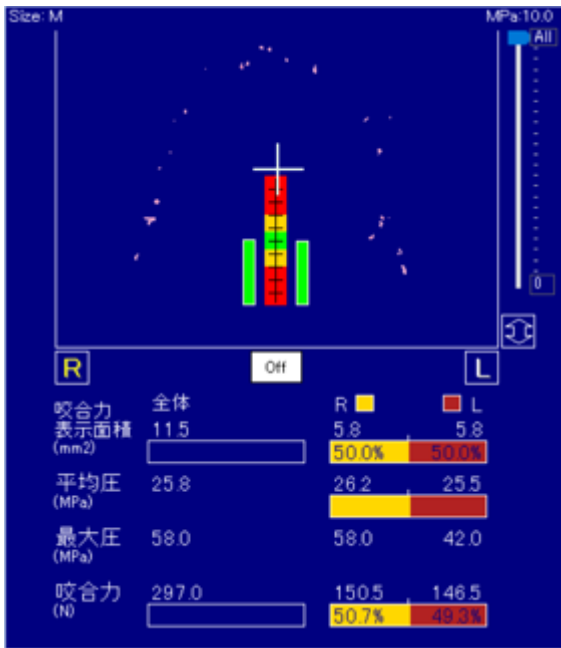 Size: M MPa:10.0
All
0
R Off L
咬合力 全体 R L
表示面積 11.5 5.8 5.8
(mm2) 50.0% 50.0%
平均圧 25.8 26.2 25.5
(MPa)
最大圧 58.0 58.0 42.0
(MPa)
咬合力 297.0 150.5 146.5
(N) 50.7% 49.3%